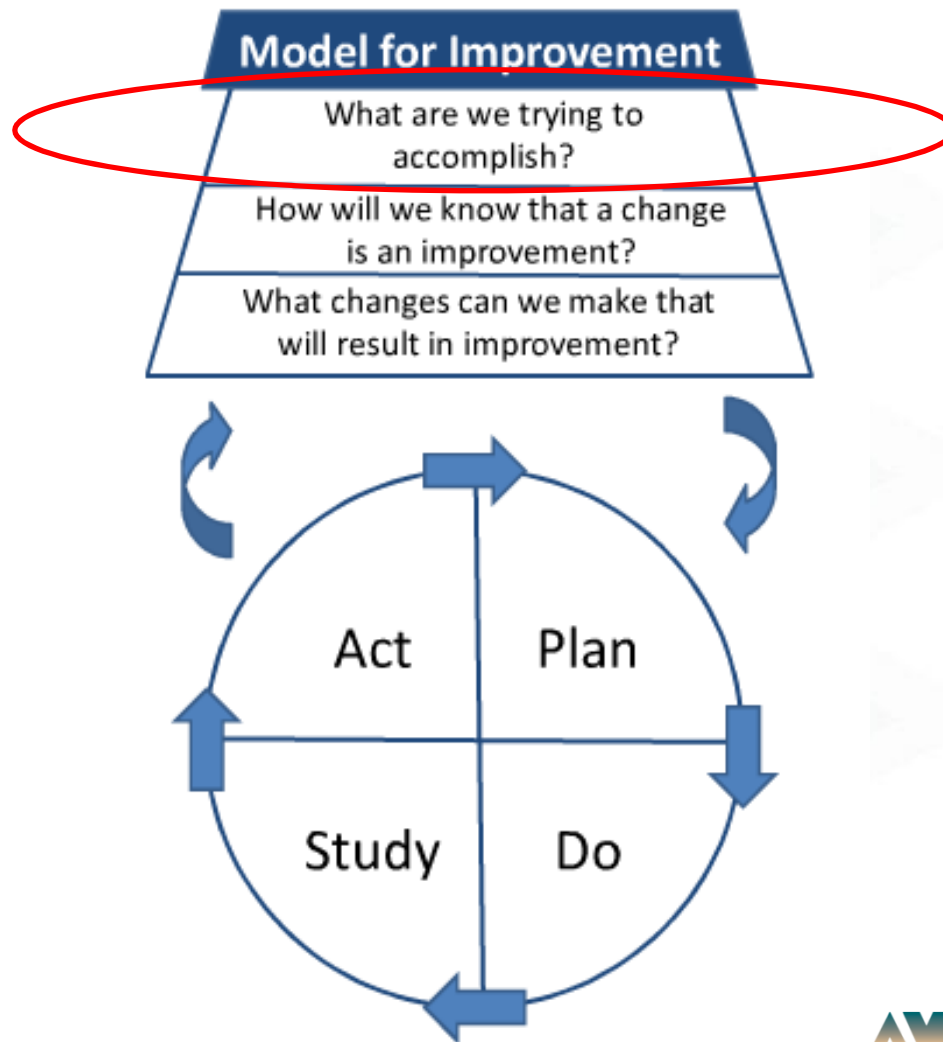 Model for Improvement
What are we trying to
accomplish?
How will we know that a change
is an improvement?
What changes can we make that
will result in improvement?
Act
Plan
Study
Do